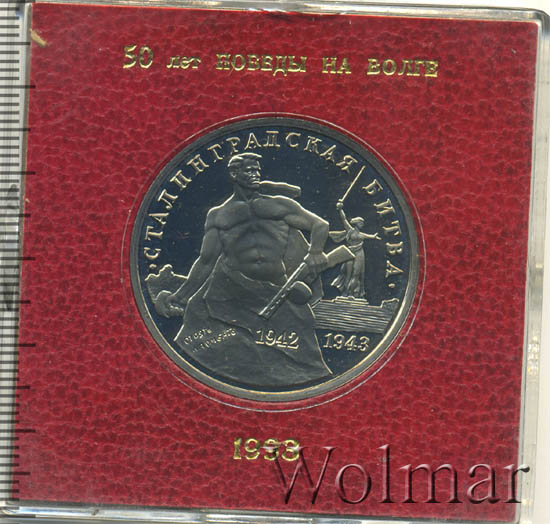 50 лет ПОБЕДЫ НА ВОЛГЕ
СТАЛИНГРАДСКАЯ БИТВА
1942 1943
1993
Wolmar